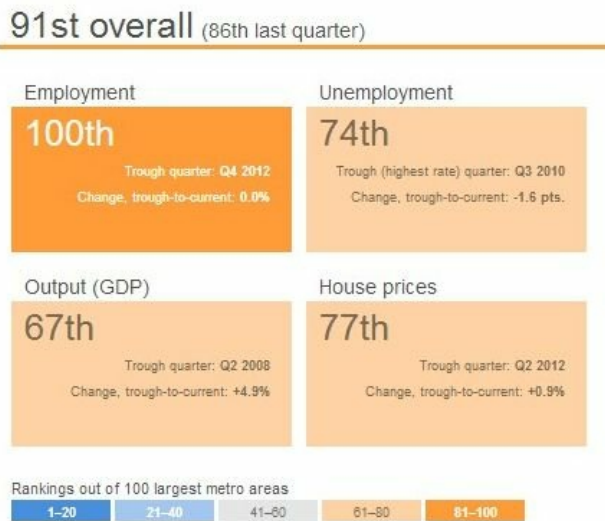 91st overall (86th last quarter)
Employment
100th
Trough quarter: Q4 2012
Change, trough-to-current: 0.0%
Unemployment
74th
Trough (highest rate) quarter: Q3 2010
Change, trough-to-current: -1.6 pts.
Output (GDP)
67th
Trough quarter: Q2 2008
Change, trough-to-current: +4.9%
House prices
77th
Trough quarter: Q2 2012
Change, trough-to-current: +0.9%
Rankings out of 100 largest metro areas
1–20 21–40 41–60 61–80 81–100